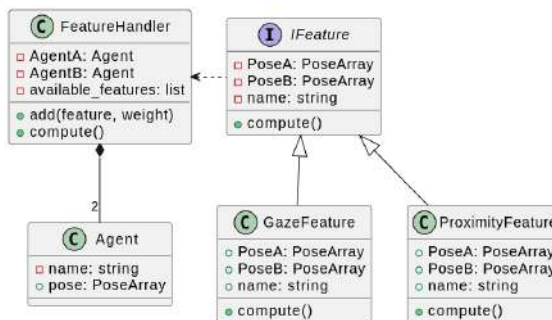 C FeatureHandler
AgentA: Agent
AgentB: Agent
available_features: list
add(feature, weight)
compute()
I IFeature
PoseA: PoseArray
PoseB: PoseArray
name: string
compute()
2
C Agent
name: string
pose: PoseArray
C GazeFeature
PoseA: PoseArray
PoseB: PoseArray
name: string
compute()
C ProximityFeature
PoseA: PoseArray
PoseB: PoseArray
name: string
compute()